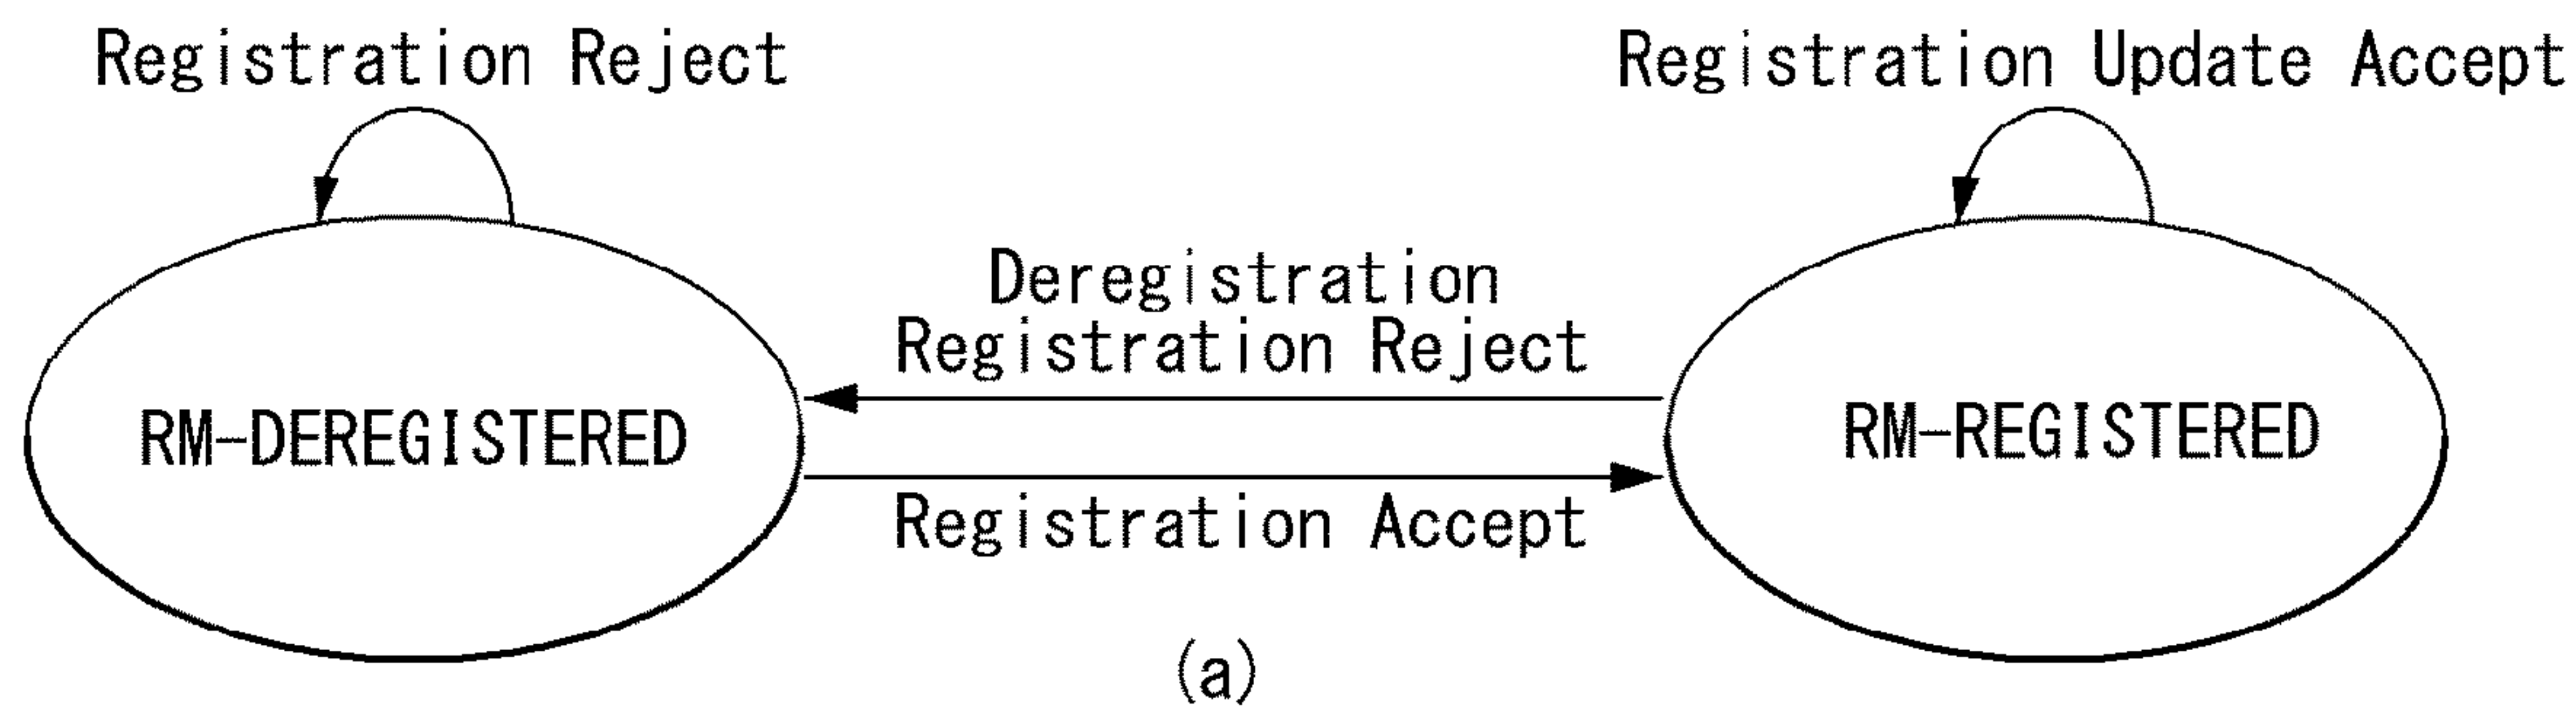 Registration Reject
Registration Update Accept
Deregistration
Registration Reject
RM-DEREGISTERED
RM-REGISTERED
Registration Accept
(a)